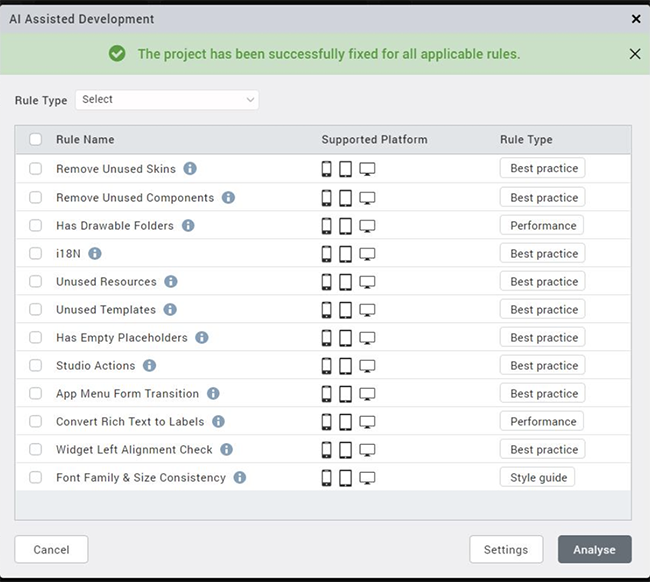 AI Assisted Development
The project has been successfully fixed for all applicable rules.
Rule Type Select
Rule Name Supported Platform Rule Type
Remove Unused Skins Best practice
Remove Unused Components Best practice
Has Drawable Folders Performance
i18N Best practice
Unused Resources Best practice
Unused Templates Best practice
Has Empty Placeholders Best practice
Studio Actions Best practice
App Menu Form Transition Best practice
Convert Rich Text to Labels Performance
Widget Left Alignment Check Best practice
Font Family & Size Consistency Style guide
Cancel Settings Analyse